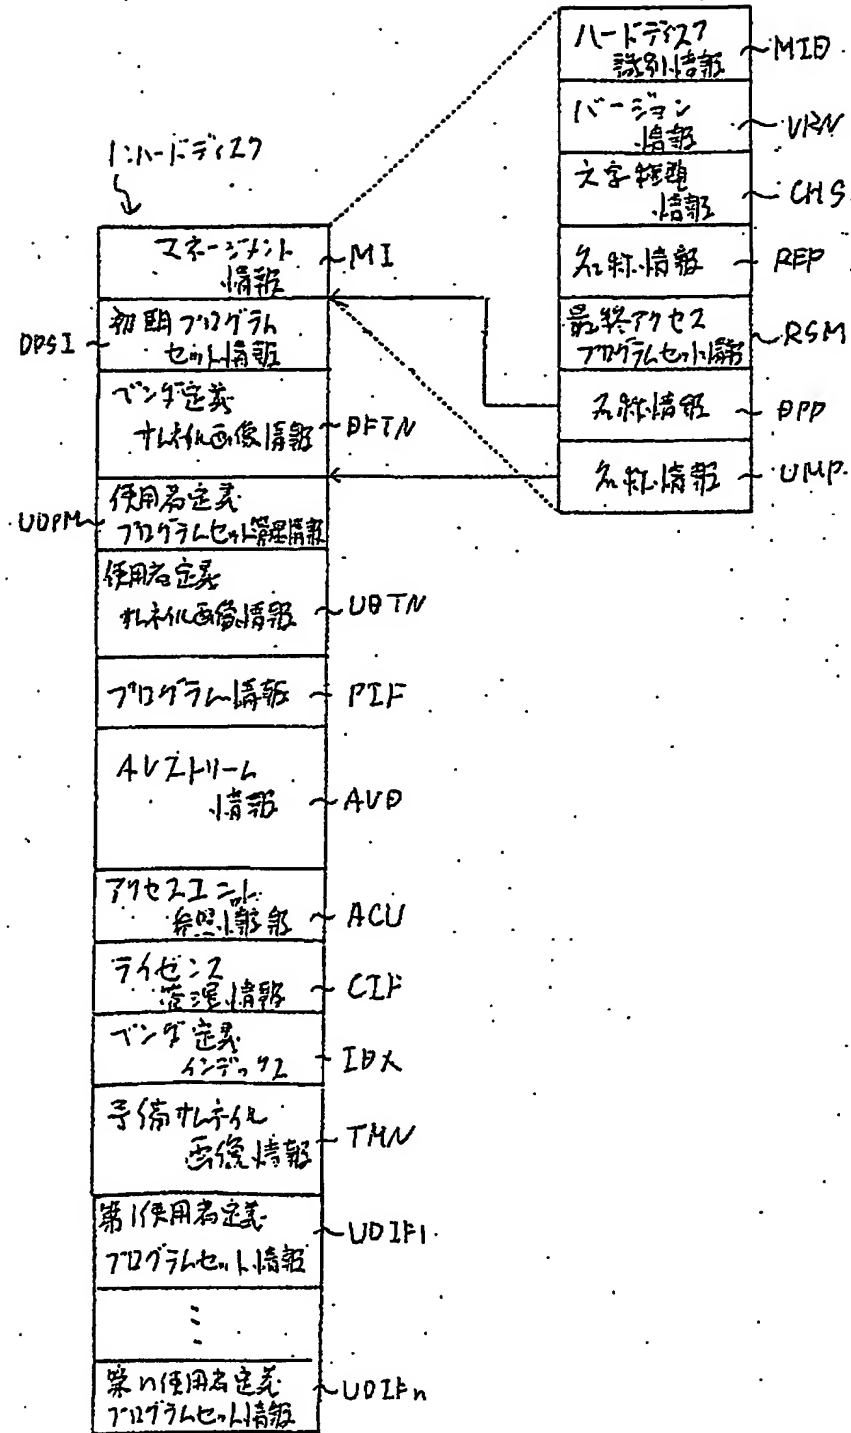 1:ハードディスク
マネージメント
情報
MI
DPSI
初期プログラム
セット情報
ベンダ定義
サムネイル画像情報
DFTN
UDPM
使用者定義
プログラムセット管理情報
使用者定義
サムネイル画像情報
UDTN
プログラム情報
PIF
AVストリーム
情報
AVD
アクセスユニット
参照情報
ACU
ライセンス
管理情報
CIF
ベンダ定義
インデックス
IDX
予備サムネイル
画像情報
TMN
第1使用者定義
プログラムセット情報
UDIF1
⋮
第n使用者定義
プログラムセット情報
UDIFn
ハードディスク
識別情報
MID
バージョン
情報
VRN
文字種類
情報
CHS
名称情報
REP
最終アクセス
プログラムセット情報
RSM
名称情報
DPP
名称情報
UMP